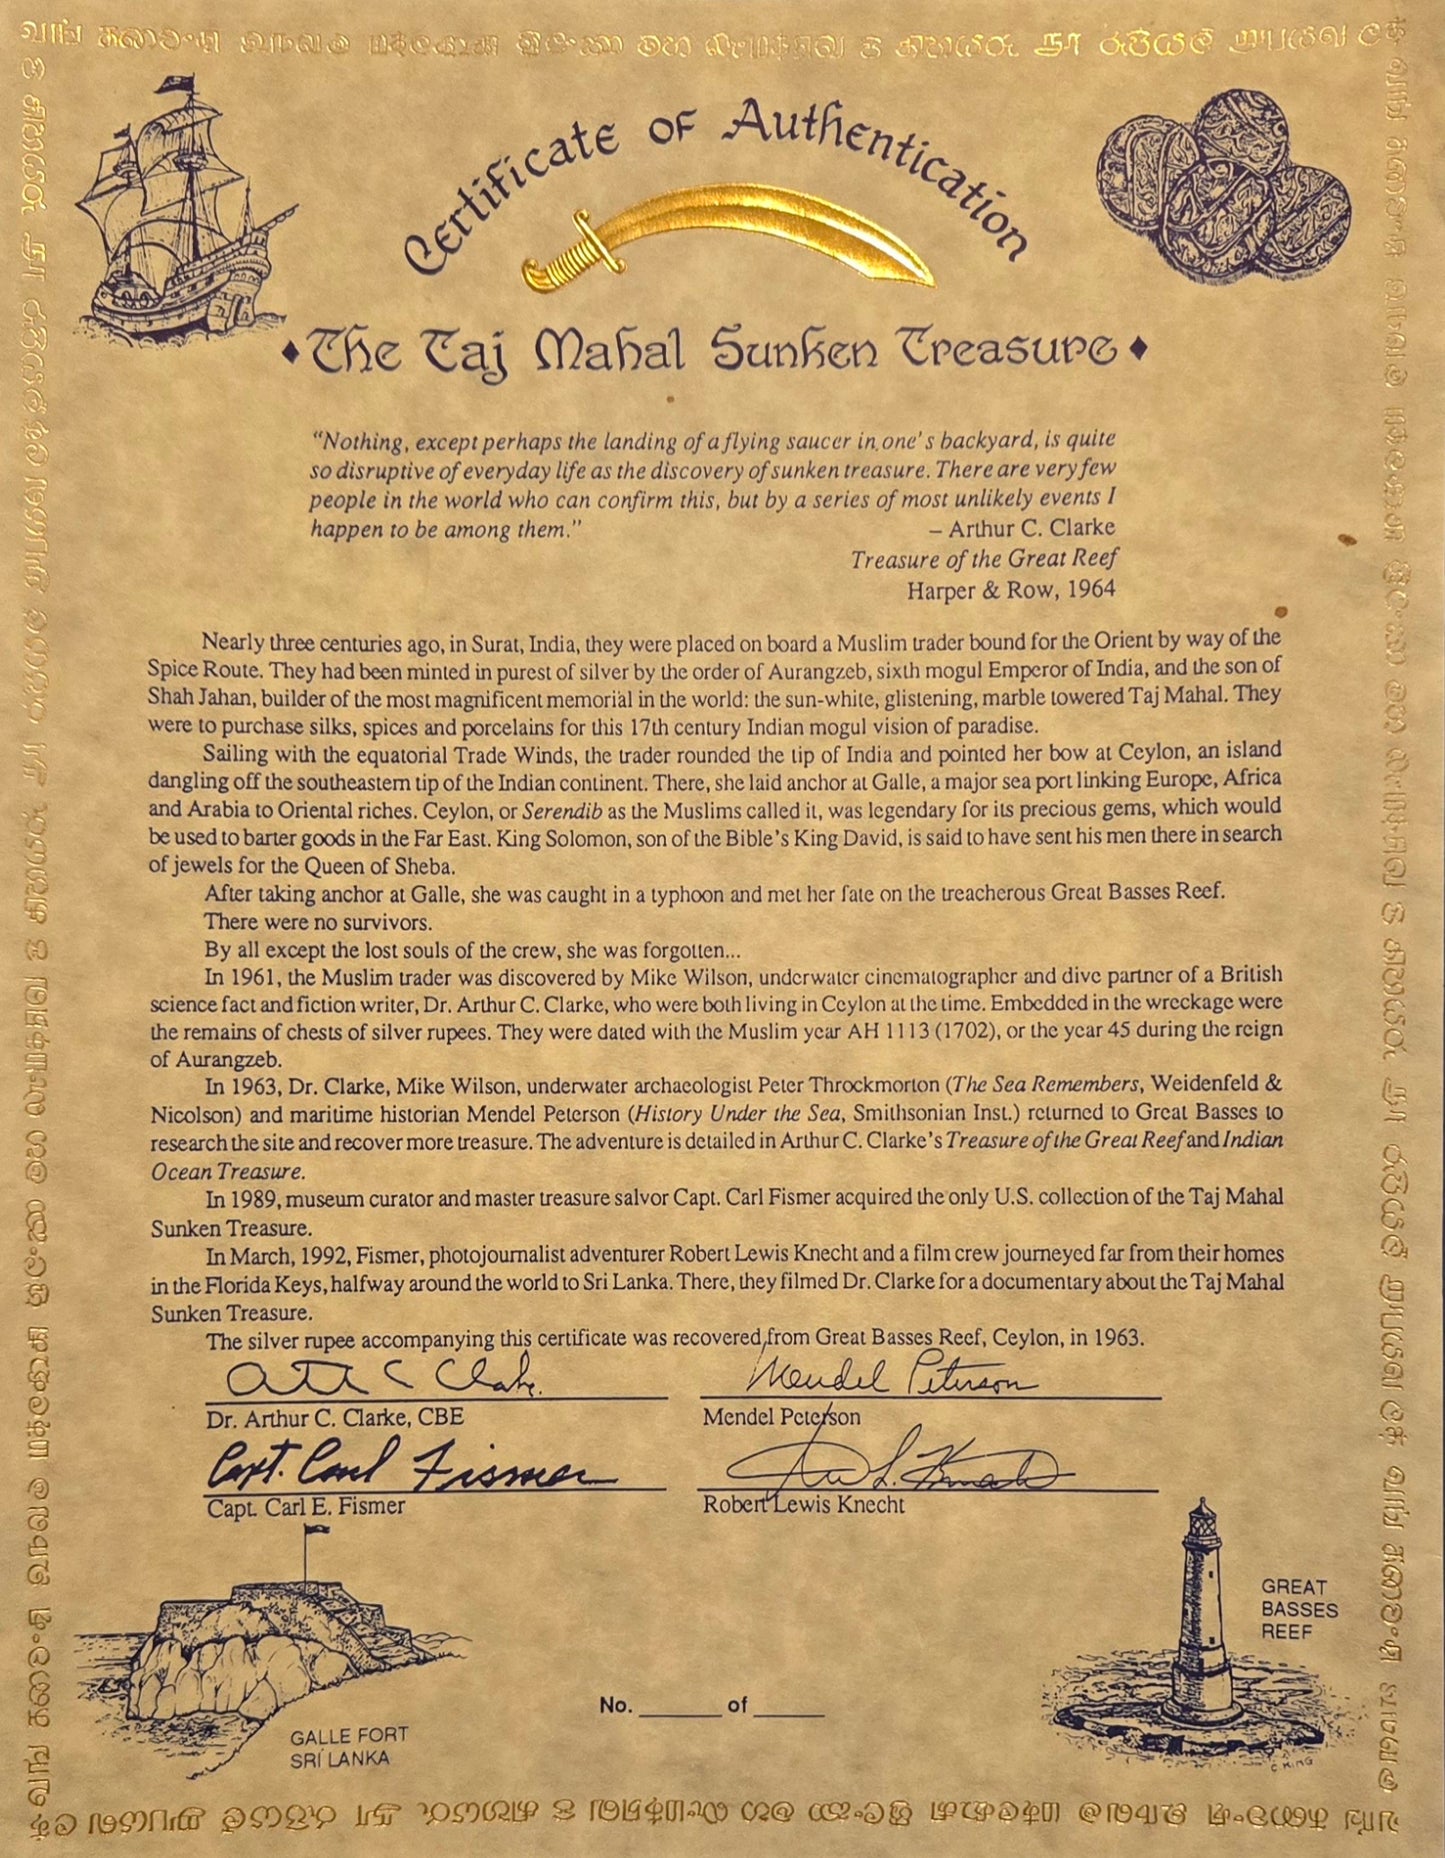 Certificate of Authentication
The Taj Mahal Sunken Treasure
"Nothing, except perhaps the landing of a flying saucer in one's backyard, is quite
so disruptive of everyday life as the discovery of sunken treasure. There are very few
people in the world who can confirm this, but by a series of most unlikely events I
happen to be among them."
– Arthur C. Clarke
Treasure of the Great Reef
Harper & Row, 1964
Nearly three centuries ago, in Surat, India, they were placed on board a Muslim trader bound for the Orient by way of the
Spice Route. They had been minted in purest of silver by the order of Aurangzeb, sixth mogul Emperor of India, and the son of
Shah Jahan, builder of the most magnificent memorial in the world: the sun-white, glistening, marble towered Taj Mahal. They
were to purchase silks, spices and porcelains for this 17th century Indian mogul vision of paradise.
Sailing with the equatorial Trade Winds, the trader rounded the tip of India and pointed her bow at Ceylon, an island
dangling off the southeastern tip of the Indian continent. There, she laid anchor at Galle, a major sea port linking Europe, Africa
and Arabia to Oriental riches. Ceylon, or Serendib as the Muslims called it, was legendary for its precious gems, which would
be used to barter goods in the Far East. King Solomon, son of the Bible's King David, is said to have sent his men there in search
of jewels for the Queen of Sheba.
After taking anchor at Galle, she was caught in a typhoon and met her fate on the treacherous Great Basses Reef.
There were no survivors.
By all except the lost souls of the crew, she was forgotten...
In 1961, the Muslim trader was discovered by Mike Wilson, underwater cinematographer and dive partner of a British
science fact and fiction writer, Dr. Arthur C. Clarke, who were both living in Ceylon at the time. Embedded in the wreckage were
the remains of chests of silver rupees. They were dated with the Muslim year AH 1113 (1702), or the year 45 during the reign
of Aurangzeb.
In 1963, Dr. Clarke, Mike Wilson, underwater archaeologist Peter Throckmorton (The Sea Remembers, Weidenfeld &
Nicolson) and maritime historian Mendel Peterson (History Under the Sea, Smithsonian Inst.) returned to Great Basses to
research the site and recover more treasure. The adventure is detailed in Arthur C. Clarke's Treasure of the Great Reef and Indian
Ocean Treasure.
In 1989, museum curator and master treasure salvor Capt. Carl Fismer acquired the only U.S. collection of the Taj Mahal
Sunken Treasure.
In March, 1992, Fismer, photojournalist adventurer Robert Lewis Knecht and a film crew journeyed far from their homes
in the Florida Keys, halfway around the world to Sri Lanka. There, they filmed Dr. Clarke for a documentary about the Taj Mahal
Sunken Treasure.
The silver rupee accompanying this certificate was recovered from Great Basses Reef, Ceylon, in 1963.
Arthur C Clarke Mendel Peterson
Dr. Arthur C. Clarke, CBE Mendel Peterson
Capt. Carl Fismer
Capt. Carl E. Fismer Robert Lewis Knecht
GREAT
BASSES
REEF
No. ______ of ______
GALLE FORT
SRI LANKA
C KING